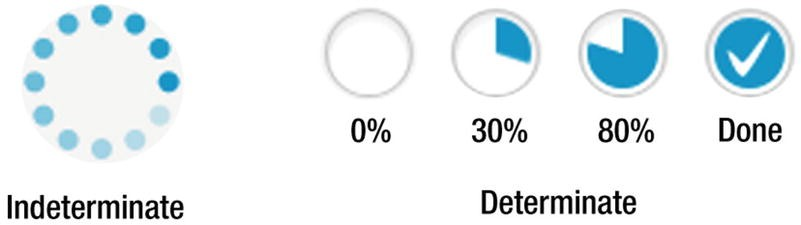 0% 30% 80% Done
Indeterminate
Determinate